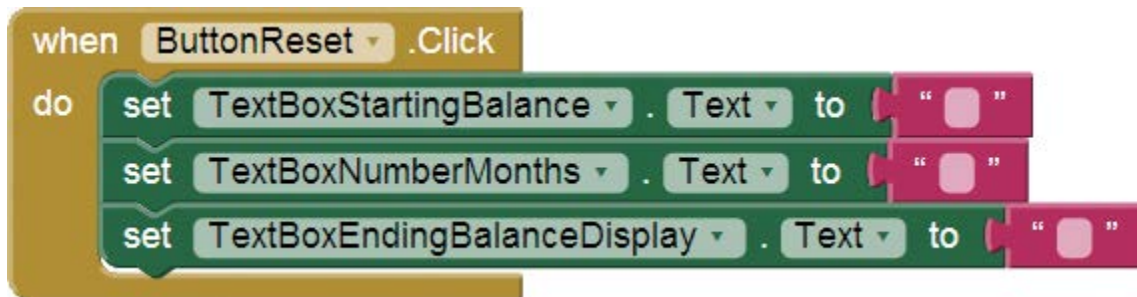 when ButtonReset .Click
do set TextBoxStartingBalance . Text to “ ”
set TextBoxNumberMonths . Text to “ ”
set TextBoxEndingBalanceDisplay . Text to “ ”